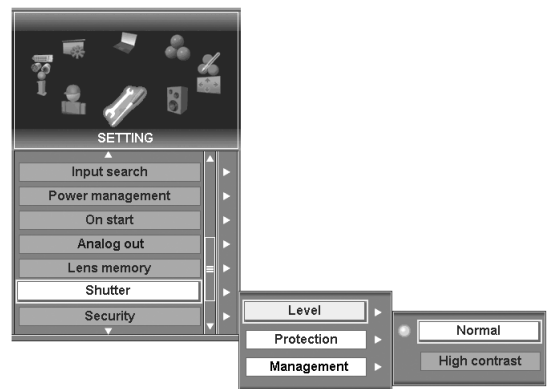 SETTING
Input search
Power management
On start
Analog out
Lens memory
Shutter
Security
Level
Protection
Management
Normal
High contrast